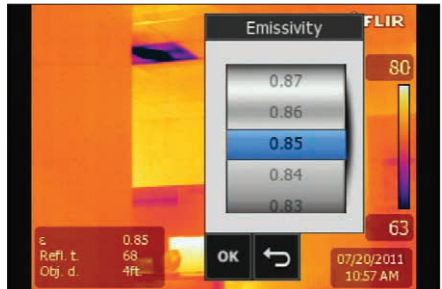 Emissivity
FLIR
80
0.87
0.86
0.85
0.84
0.83
63
ε 0.85
Refl. t. 68
Obj. d. 4ft.
OK
07/20/2011
10:57 AM